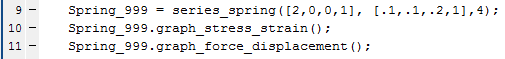 9 – Spring_999 = series_spring([2,0,0,1], [.1,.1,.2,1],4);
10 – Spring_999.graph_stress_strain();
11 – Spring_999.graph_force_displacement();